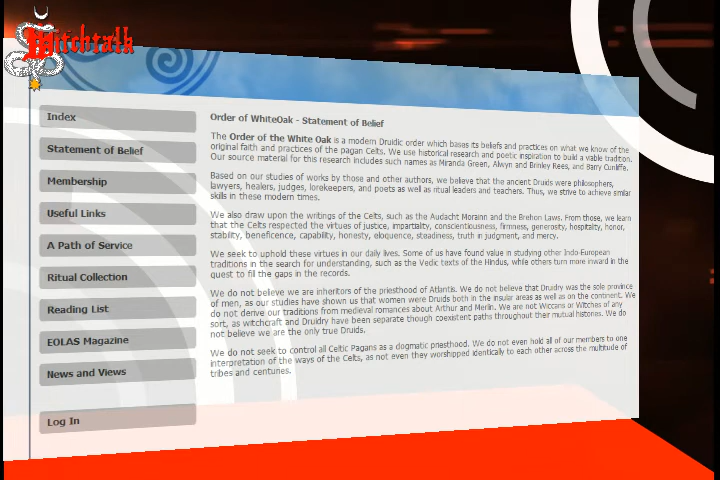 Witchtalk
Index
Statement of Belief
Membership
Useful Links
A Path of Service
Ritual Collection
Reading List
EOLAS Magazine
News and Views
Log In
Order of WhiteOak - Statement of Belief
The Order of the White Oak is a modern Druidic order which bases its beliefs and practices on what we know of the
original faith and practices of the pagan Celts. We use historical research and poetic inspiration to build a viable tradition.
Our source material for this research includes such names as Miranda Green, Alwyn and Brinley Rees, and Barry Cunliffe.
Based on our studies of works by those and other authors, we believe that the ancient Druids were philosophers,
lawyers, healers, judges, lorekeepers, and poets as well as ritual leaders and teachers. Thus, we strive to achieve similar
skills in these modern times.
We also draw upon the writings of the Celts, such as the Audacht Morainn and the Brehon Laws. From those, we learn
that the Celts respected the virtues of justice, impartiality, conscientiousness, firmness, generosity, hospitality, honor,
stability, beneficence, capability, honesty, eloquence, steadiness, truth in judgment, and mercy.
We seek to uphold these virtues in our daily lives. Some of us have found value in studying other Indo-European
traditions in the search for understanding, such as the Vedic texts of the Hindus, while others turn more inward in the
quest to fill the gaps in the records.
We do not believe we are inheritors of the priesthood of Atlantis. We do not believe that Druidry was the sole province
of men, as our studies have shown us that women were Druids both in the insular areas as well as on the continent. We
do not derive our traditions from medieval romances about Arthur and Merlin. We are not Wiccans or Witches of any
sort, as witchcraft and Druidry have been separate though coexistent paths throughout their mutual histories. We do
not believe we are the only true Druids.
We do not seek to control all Celtic Pagans as a dogmatic priesthood. We do not even hold all of our members to one
interpretation of the ways of the Celts, as not even they worshipped identically to each other across the multitude of
tribes and centuries.